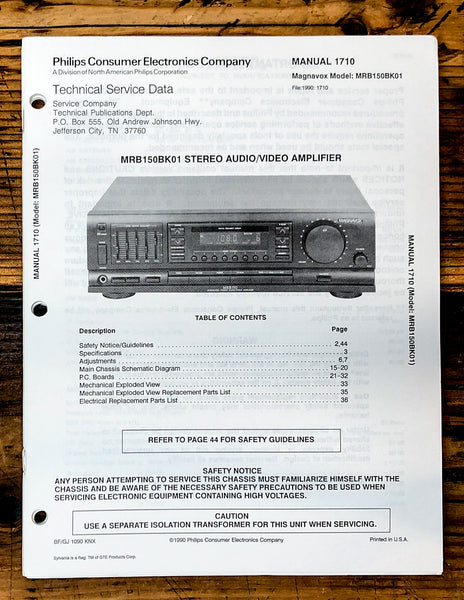 Philips Consumer Electronics Company
A Division of North American Philips Corporation
MANUAL 1710
Magnavox Model: MRB150BK01
File:1990: 1710
Technical Service Data
Service Company
Technical Publications Dept.
P.O. Box 555, Old Andrew Johnson Hwy.
Jefferson City, TN 37760
MRB150BK01 STEREO AUDIO/VIDEO AMPLIFIER
MAGNAVOX
108.0
MANUAL 1710 (Model: MRB150BK01)
MANUAL 1710 (Model: MRB150BK01)
TABLE OF CONTENTS
Description Page
Safety Notice/Guidelines 2,44
Specifications 3
Adjustments 6,7
Main Chassis Schematic Diagram 15-20
P.C. Boards 21-32
Mechanical Exploded View 33
Mechanical Exploded View Replacement Parts List 35
Electrical Replacement Parts List 36
REFER TO PAGE 44 FOR SAFETY GUIDELINES
SAFETY NOTICE
ANY PERSON ATTEMPTING TO SERVICE THIS CHASSIS MUST FAMILIARIZE HIMSELF WITH THE
CHASSIS AND BE AWARE OF THE NECESSARY SAFETY PRECAUTIONS TO BE USED WHEN
SERVICING ELECTRONIC EQUIPMENT CONTAINING HIGH VOLTAGES.
CAUTION
USE A SEPARATE ISOLATION TRANSFORMER FOR THIS UNIT WHEN SERVICING.
BF/GJ 1090 KNX
©1990 Philips Consumer Electronics Company
Printed in U.S.A.
Sylvania is a Reg. TM of GTE Products Corp.